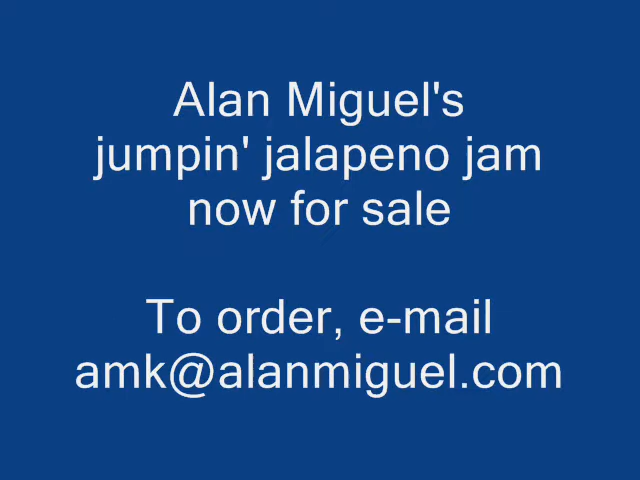 Alan Miguel's
jumpin' jalapeno jam
now for sale
To order, e-mail
amk@alanmiguel.com